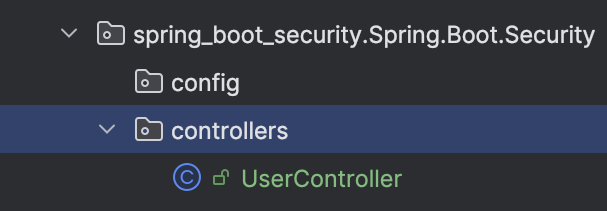 spring_boot_security.Spring.Boot.Security
config
controllers
C UserController